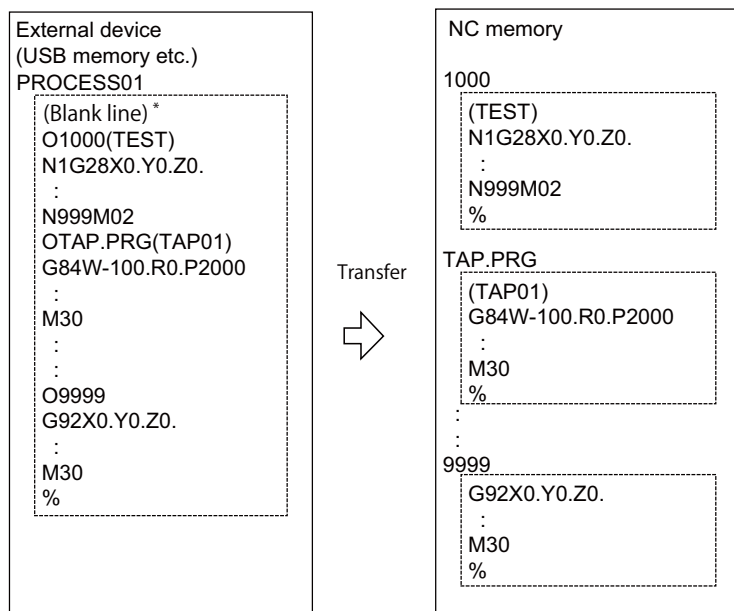 External device
(USB memory etc.)
PROCESS01
(Blank line) *
O1000(TEST)
N1G28X0.Y0.Z0.
:
N999M02
OTAP.PRG(TAP01)
G84W-100.R0.P2000
:
M30
:
:
O9999
G92X0.Y0.Z0.
:
M30
%
Transfer
NC memory
1000
(TEST)
N1G28X0.Y0.Z0.
:
N999M02
%
TAP.PRG
(TAP01)
G84W-100.R0.P2000
:
M30
%
:
:
9999
G92X0.Y0.Z0.
:
M30
%